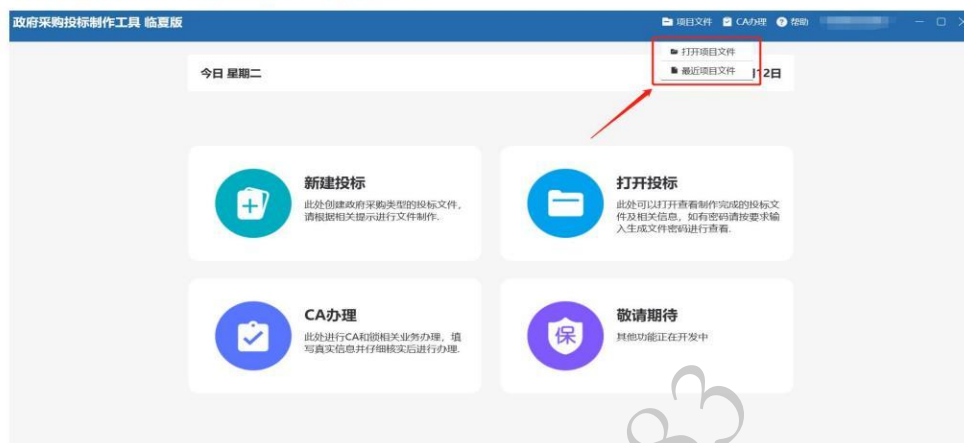 政府采购投标制作工具 临夏版
项目文件 CA办理 帮助
打开项目文件
最近项目文件
今日 星期二
12日
新建投标
此处创建政府采购类型的投标文件，
请根据相关提示进行文件制作.
打开投标
此处可以打开查看制作完成的投标文
件及相关信息，如有密码请按要求输
入生成文件密码进行查看.
CA办理
此处进行CA和锁相关业务办理，填
写真实信息并仔细核实后进行办理.
敬请期待
其他功能正在开发中
保
83